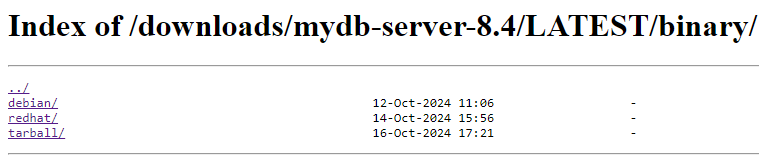 Index of /downloads/mydb-server-8.4/LATEST/binary/
../
debian/ 12-Oct-2024 11:06 -
redhat/ 14-Oct-2024 15:56 -
tarball/ 16-Oct-2024 17:21 -